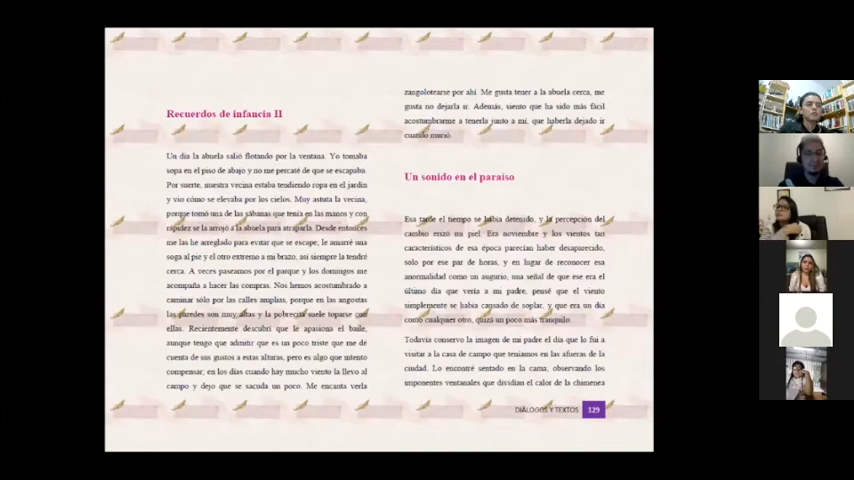 Recuerdos de infancia II
Un día la abuela salió flotando por la ventana. Yo tomaba
sopa en el piso de abajo y no me percaté de que se escapaba.
Por suerte, nuestra vecina estaba tendiendo ropa en el jardín
y vio cómo se elevaba por los cielos. Muy astuta la vecina,
porque tomó una de las sábanas que tenía en las manos y con
rapidez se la arrojó a la abuela para atraparla. Desde entonces
me las he arreglado para evitar que se escape, le amarré una
soga al pie y el otro extremo a mi brazo, así siempre la tendré
cerca. A veces paseamos por el parque y los domingos me
acompaña a hacer las compras. Nos hemos acostumbrado a
caminar sólo por las calles amplias, porque en las angostas
las paredes son muy altas y la pobrecita suele toparse con
ellas. Recientemente descubrí que le apasiona el baile,
aunque tengo que admitir que es un poco triste que me dé
cuenta de sus gustos a estas alturas, pero es algo que intento
compensar; en los días cuando hay mucho viento la llevo al
campo y dejo que se sacuda un poco. Me encanta verla
zangolotearse por ahí. Me gusta tener a la abuela cerca, me
gusta no dejarla ir. Además, siento que ha sido más fácil
acostumbrarme a tenerla junto a mí, que haberla dejado ir
cuando murió.
Un sonido en el paraíso
Esa tarde el tiempo se había detenido, y la percepción del
cambio erizó mi piel. Era noviembre y los vientos tan
característicos de esa época parecían haber desaparecido,
solo por ese par de horas, y en lugar de reconocer esa
anormalidad como un augurio, una señal de que ese era el
último día que vería a mi padre, pensé que el viento
simplemente se había cansado de soplar, y que era un día
como cualquier otro, quizá un poco más tranquilo.
Todavía conservo la imagen de mi padre el día que lo fui a
visitar a la casa de campo que teníamos en las afueras de la
ciudad. Lo encontré sentado en la cama, observando los
imponentes ventanales que dividían el calor de la chimenea
DIÁLOGOS Y TEXTOS 129